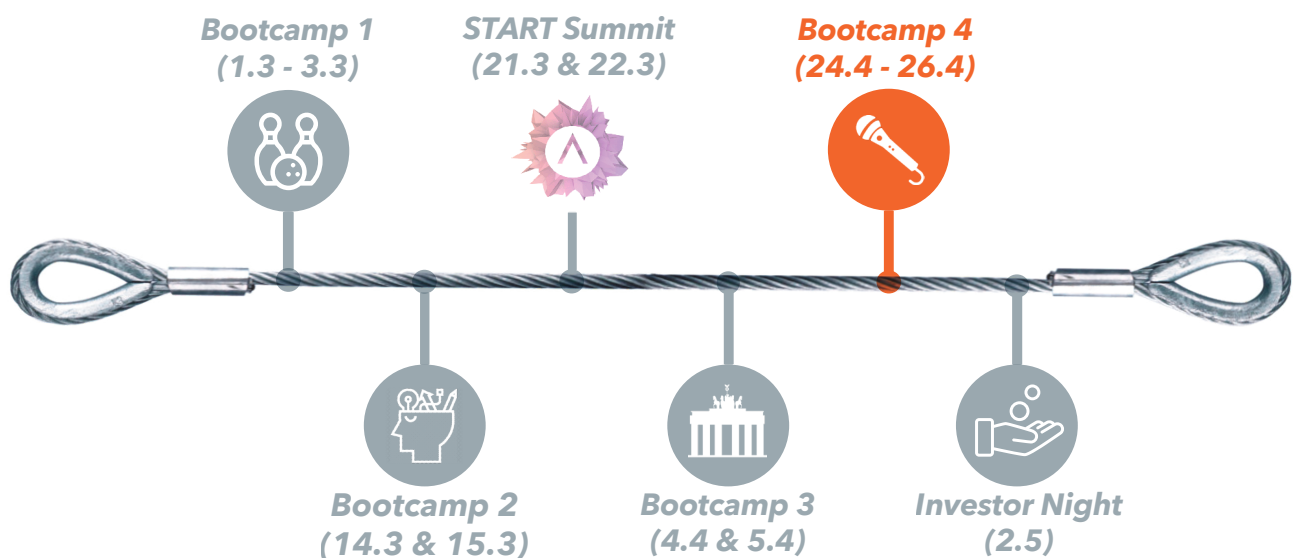 Bootcamp 1
(1.3 - 3.3)
START Summit
(21.3 & 22.3)
Bootcamp 4
(24.4 - 26.4)
Bootcamp 2
(14.3 & 15.3)
Bootcamp 3
(4.4 & 5.4)
Investor Night
(2.5)